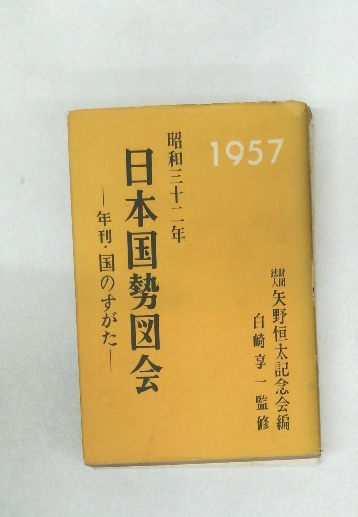 1957
昭和三十二年
日本国勢図会
―年刊・国のすがた―
財団法人 矢野恒太記念会編
白崎享一監修